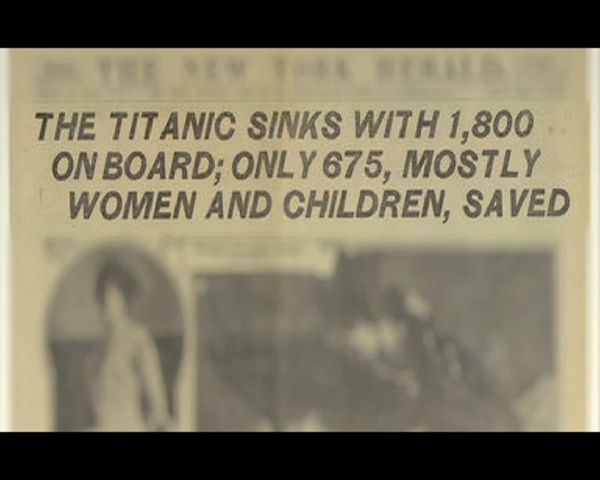 THE NEW YORK HERALD.
THE TITANIC SINKS WITH 1,800
ON BOARD; ONLY 675, MOSTLY
WOMEN AND CHILDREN, SAVED